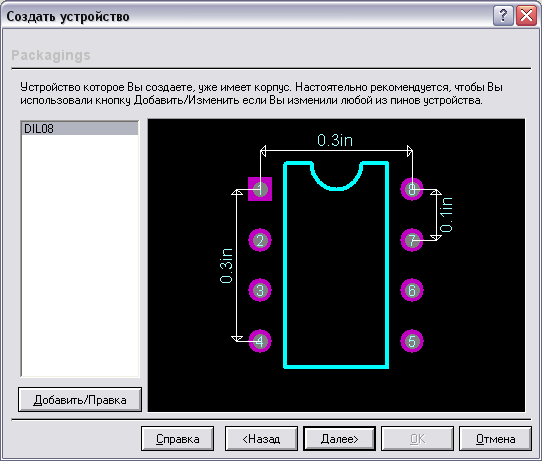 Создать устройство
Packagings
Устройство которое Вы создаете, уже имеет корпус. Настоятельно рекомендуется, чтобы Вы
использовали кнопку Добавить/Изменить если Вы изменили любой из пинов устройства.
DIL08
0.3in
1
8
2
7
0.1in
0.3in
3
6
4
5
Добавить/Правка
Справка
<Назад
Далее>
OK
Отмена